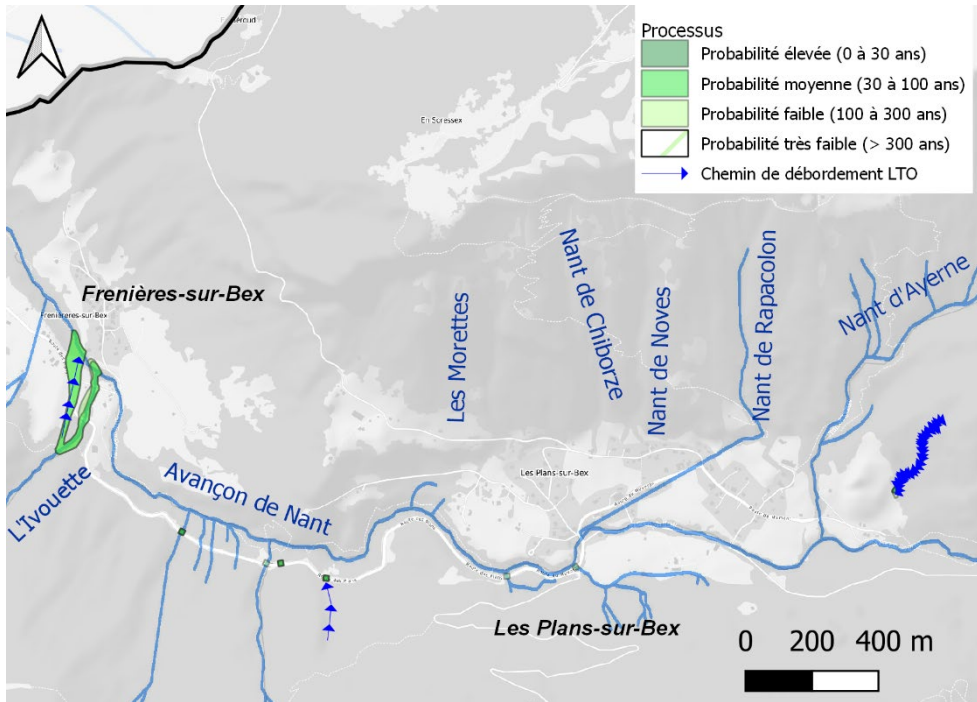 Processus
Probabilité élevée (0 à 30 ans)
Probabilité moyenne (30 à 100 ans)
Probabilité faible (100 à 300 ans)
Probabilité très faible (> 300 ans)
Chemin de débordement LTO
En Soressex
Les Morettes
Nant de Chiborze
Nant de Noves
Nant de Rapacolon
Nant d'Ayerne
Frenières-sur-Bex
Frenières-sur-Bex
L'Ivouette
Avançon de Nant
Les Plans-sur-Bex
Les Plans-sur-Bex
0 200 400 m